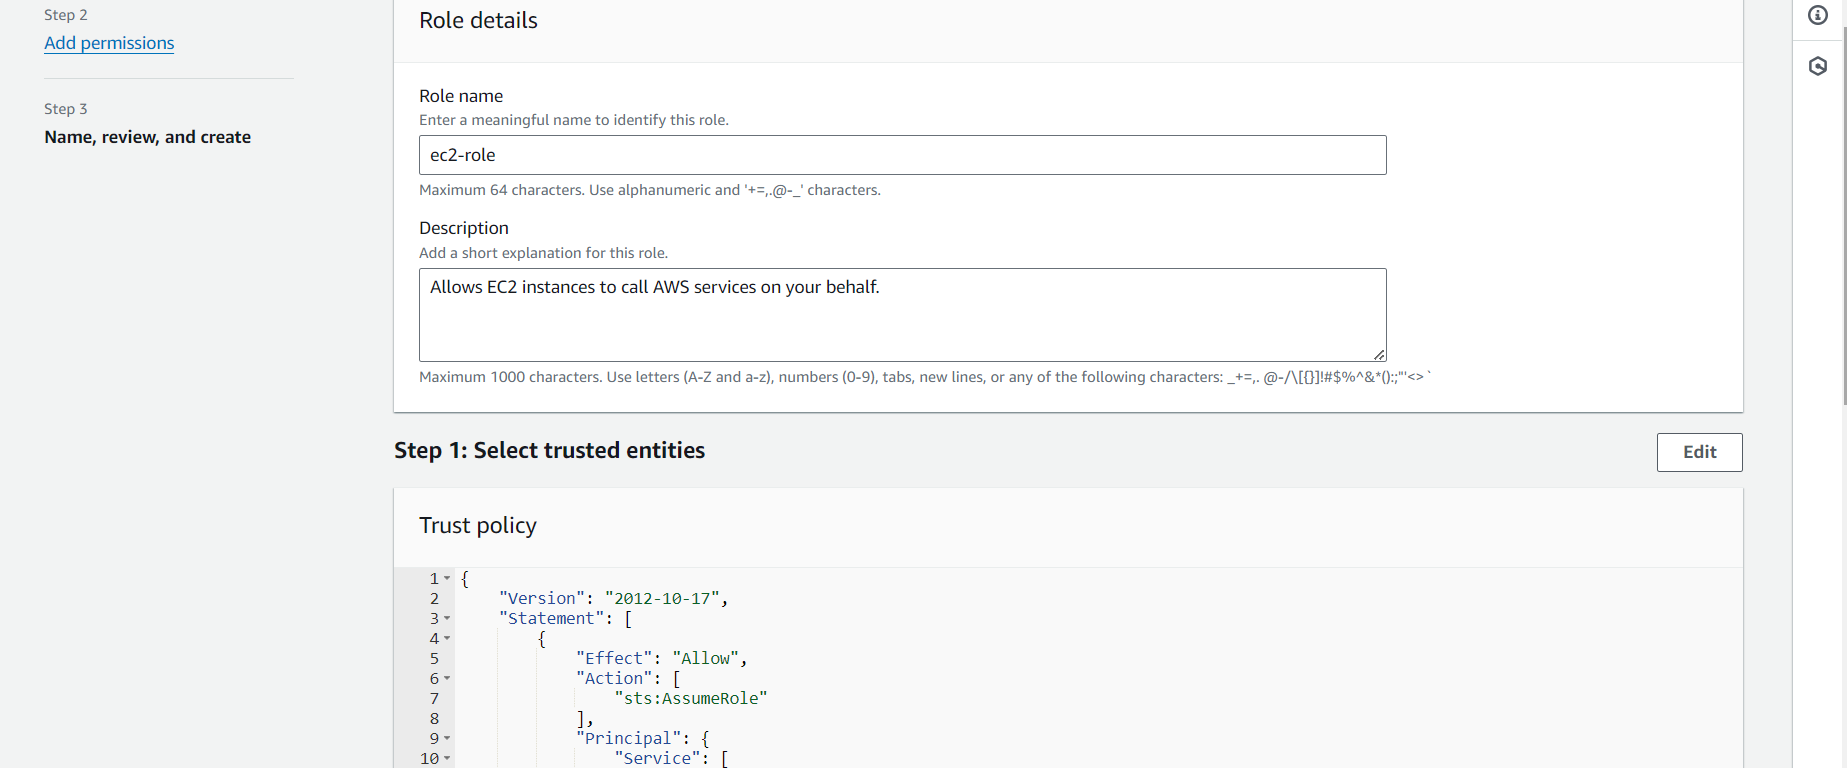 Step 2
Add permissions
Step 3
Name, review, and create
Role details
Role name
Enter a meaningful name to identify this role.
ec2-role
Maximum 64 characters. Use alphanumeric and '+=,.@-_' characters.
Description
Add a short explanation for this role.
Allows EC2 instances to call AWS services on your behalf.
Maximum 1000 characters. Use letters (A-Z and a-z), numbers (0-9), tabs, new lines, or any of the following characters: _+=,. @-/\[{}]!#$%^&*();:"'<>`
Step 1: Select trusted entities
Edit
Trust policy
1 {
2 "Version": "2012-10-17",
3 "Statement": [
4 {
5 "Effect": "Allow",
6 "Action": [
7 "sts:AssumeRole"
8 ],
9 "Principal": {
10 "Service": [